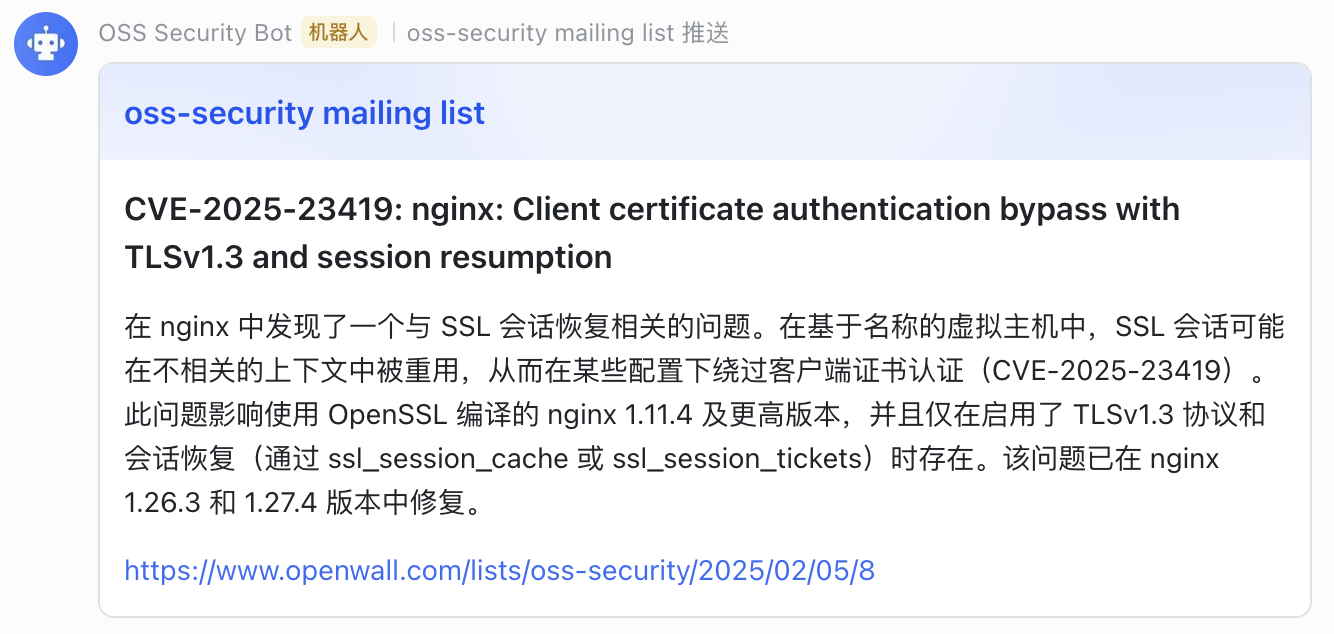 OSS Security Bot 机器人 | oss-security mailing list 推送
oss-security mailing list
CVE-2025-23419: nginx: Client certificate authentication bypass with
TLSv1.3 and session resumption
在 nginx 中发现了一个与 SSL 会话恢复相关的问题。在基于名称的虚拟主机中，SSL 会话可能
在不相关的上下文中被重用，从而在某些配置下绕过客户端证书认证（CVE-2025-23419）。
此问题影响使用 OpenSSL 编译的 nginx 1.11.4 及更高版本，并且仅在启用了 TLSv1.3 协议和
会话恢复（通过 ssl_session_cache 或 ssl_session_tickets）时存在。该问题已在 nginx
1.26.3 和 1.27.4 版本中修复。
https://www.openwall.com/lists/oss-security/2025/02/05/8